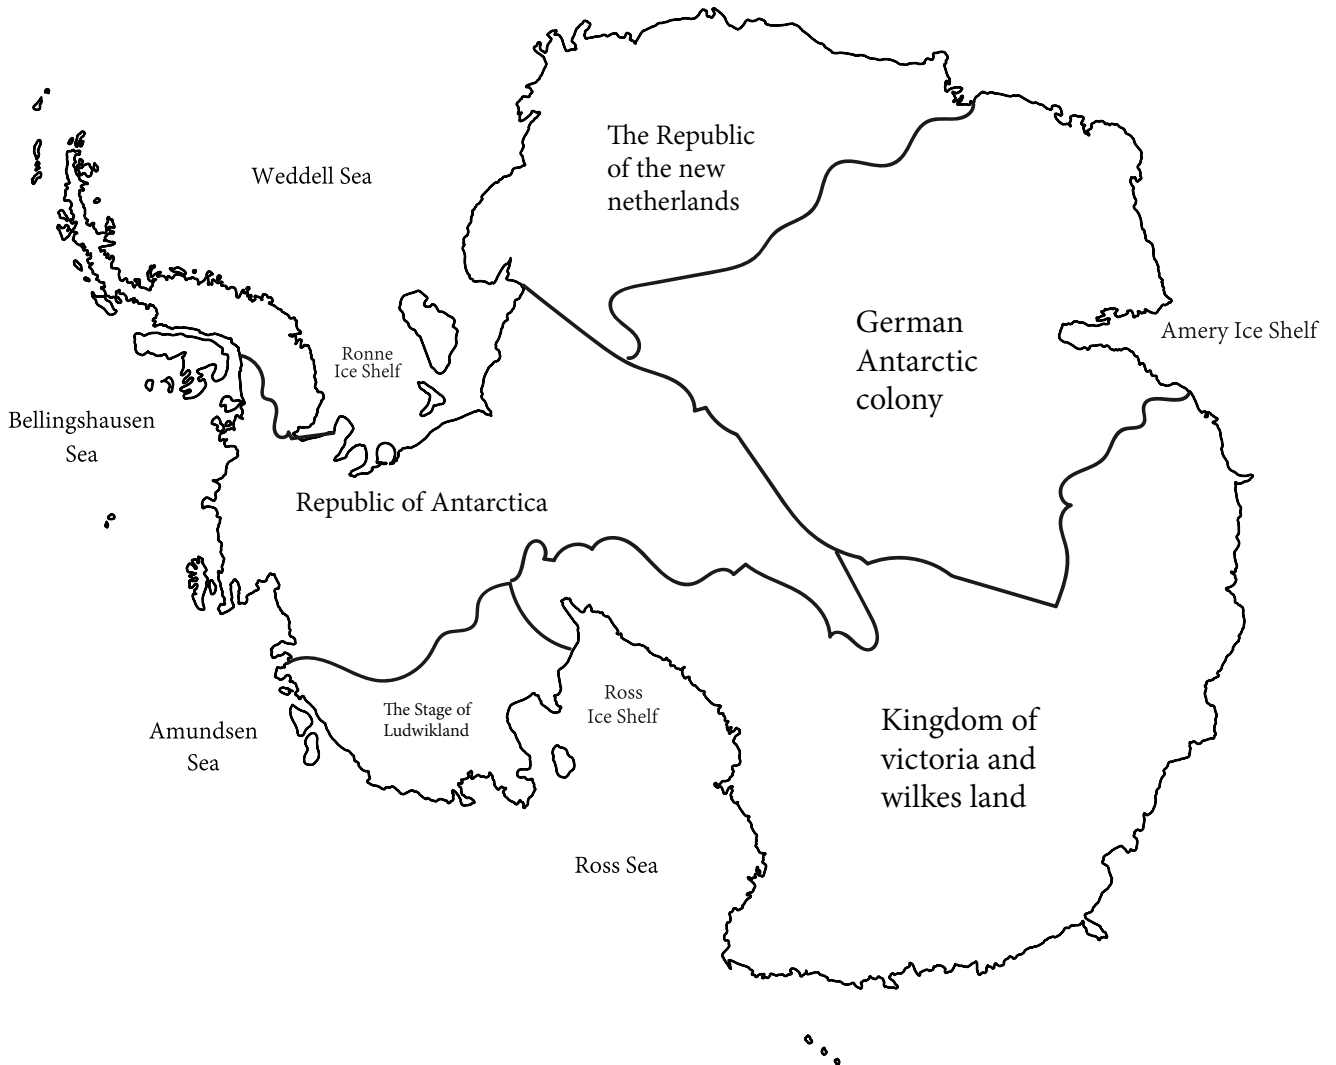 The Republic
of the new
netherlands
Weddell Sea
German
Antarctic
colony
Amery Ice Shelf
Ronne
Ice Shelf
Bellingshausen
Sea
Republic of Antarctica
The Stage of
Ludwikland
Ross
Ice Shelf
Amundsen
Sea
Kingdom of
victoria and
wilkes land
Ross Sea